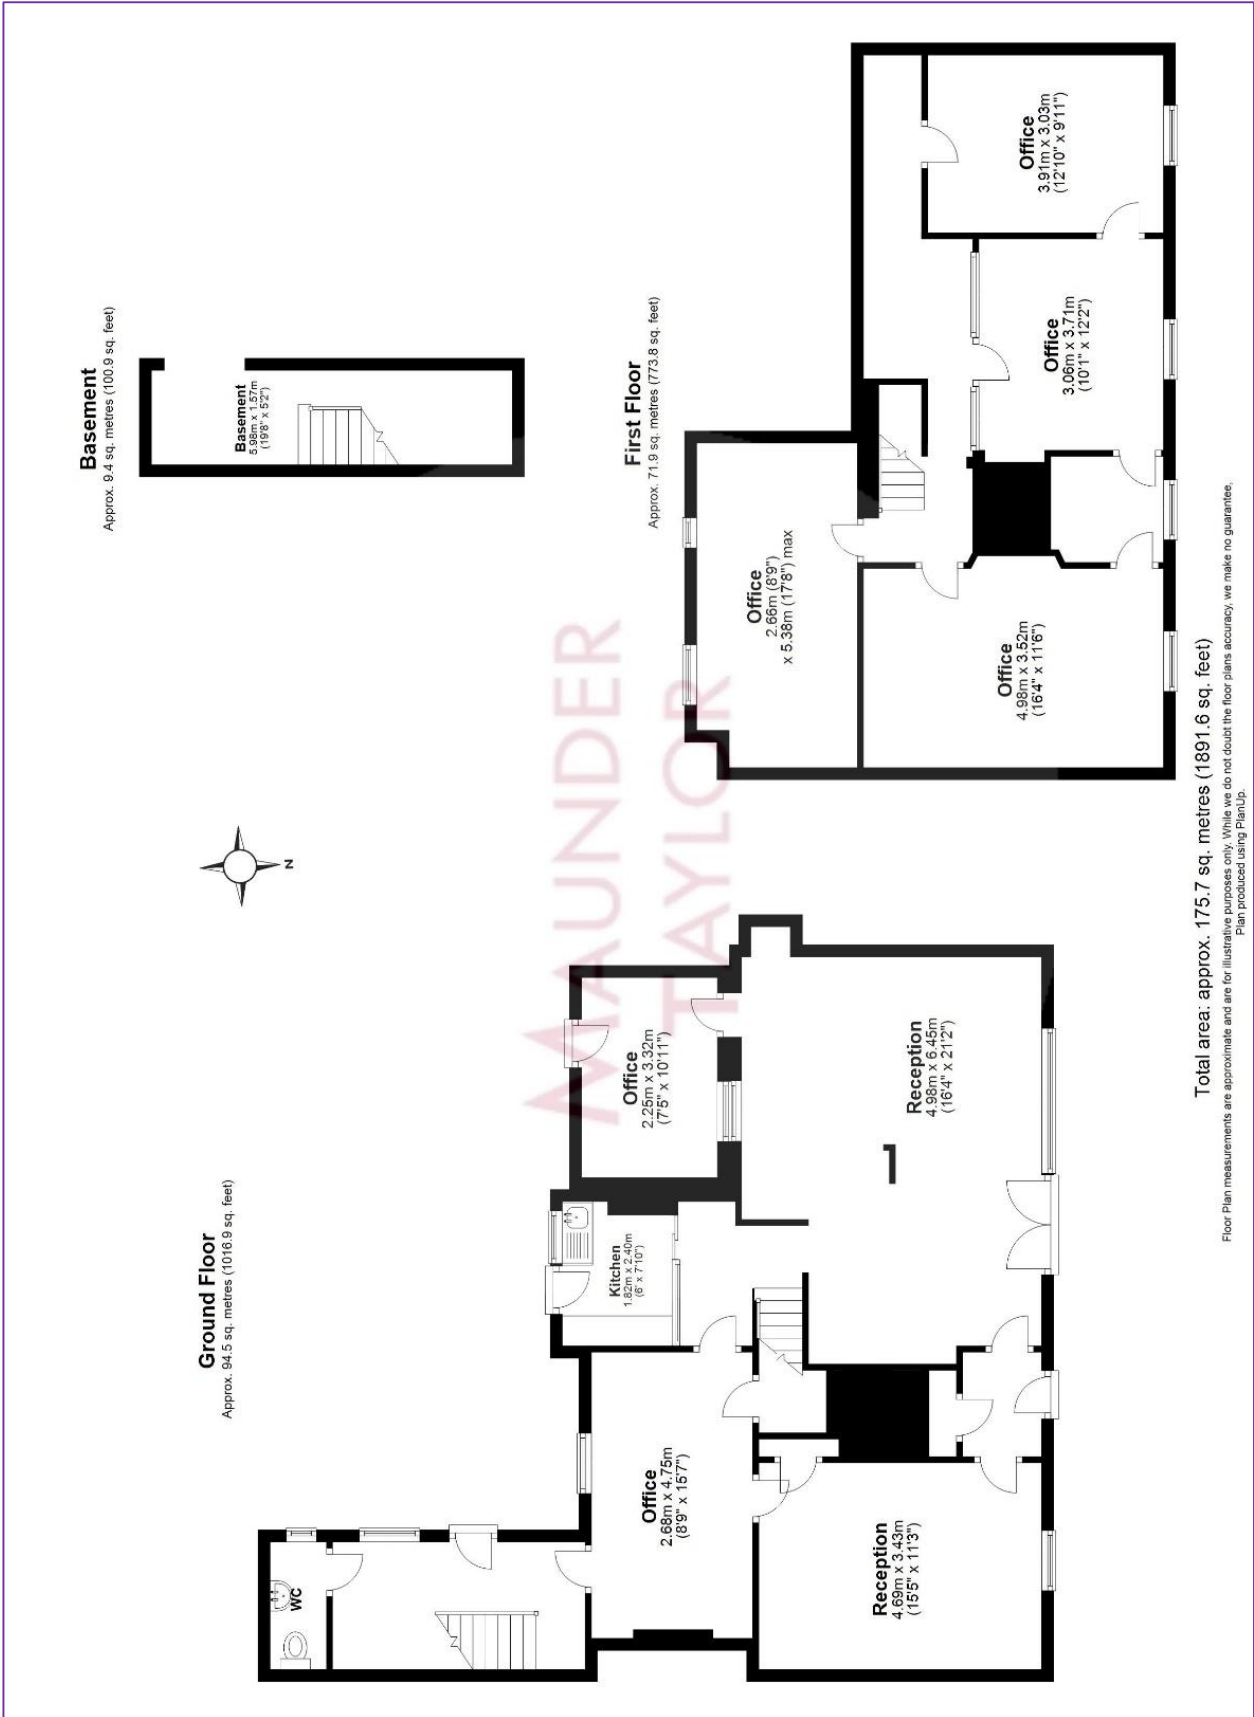 Ground Floor
Approx. 94.5 sq. metres (1016.9 sq. feet)
WC
Kitchen
1.82m x 2.40m
(6' x 7'10")
Office
2.25m x 3.32m
(7'5" x 10'11")
Office
2.68m x 4.75m
(8'9" x 15'7")
Reception
4.69m x 3.43m
(15'5" x 11'3")
Reception
4.98m x 6.45m
(16'4" x 21'2")
N
Basement
Approx. 9.4 sq. metres (100.9 sq. feet)
Basement
5.98m x 1.57m
(19'8" x 5'2")
First Floor
Approx. 71.9 sq. metres (773.8 sq. feet)
Office
2.66m (8'9")
x 5.38m (17'8") max
Office
4.98m x 3.52m
(16'4" x 11'6")
Office
3.06m x 3.71m
(10'1" x 12'2")
Office
3.91m x 3.03m
(12'10" x 9'11")
MAUNDER
TAYLOR
Total area: approx. 175.7 sq. metres (1891.6 sq. feet)
Floor Plan measurements are approximate and are for illustrative purposes only. While we do not doubt the floor plans accuracy, we make no guarantee,
Plan produced using PlanUp.